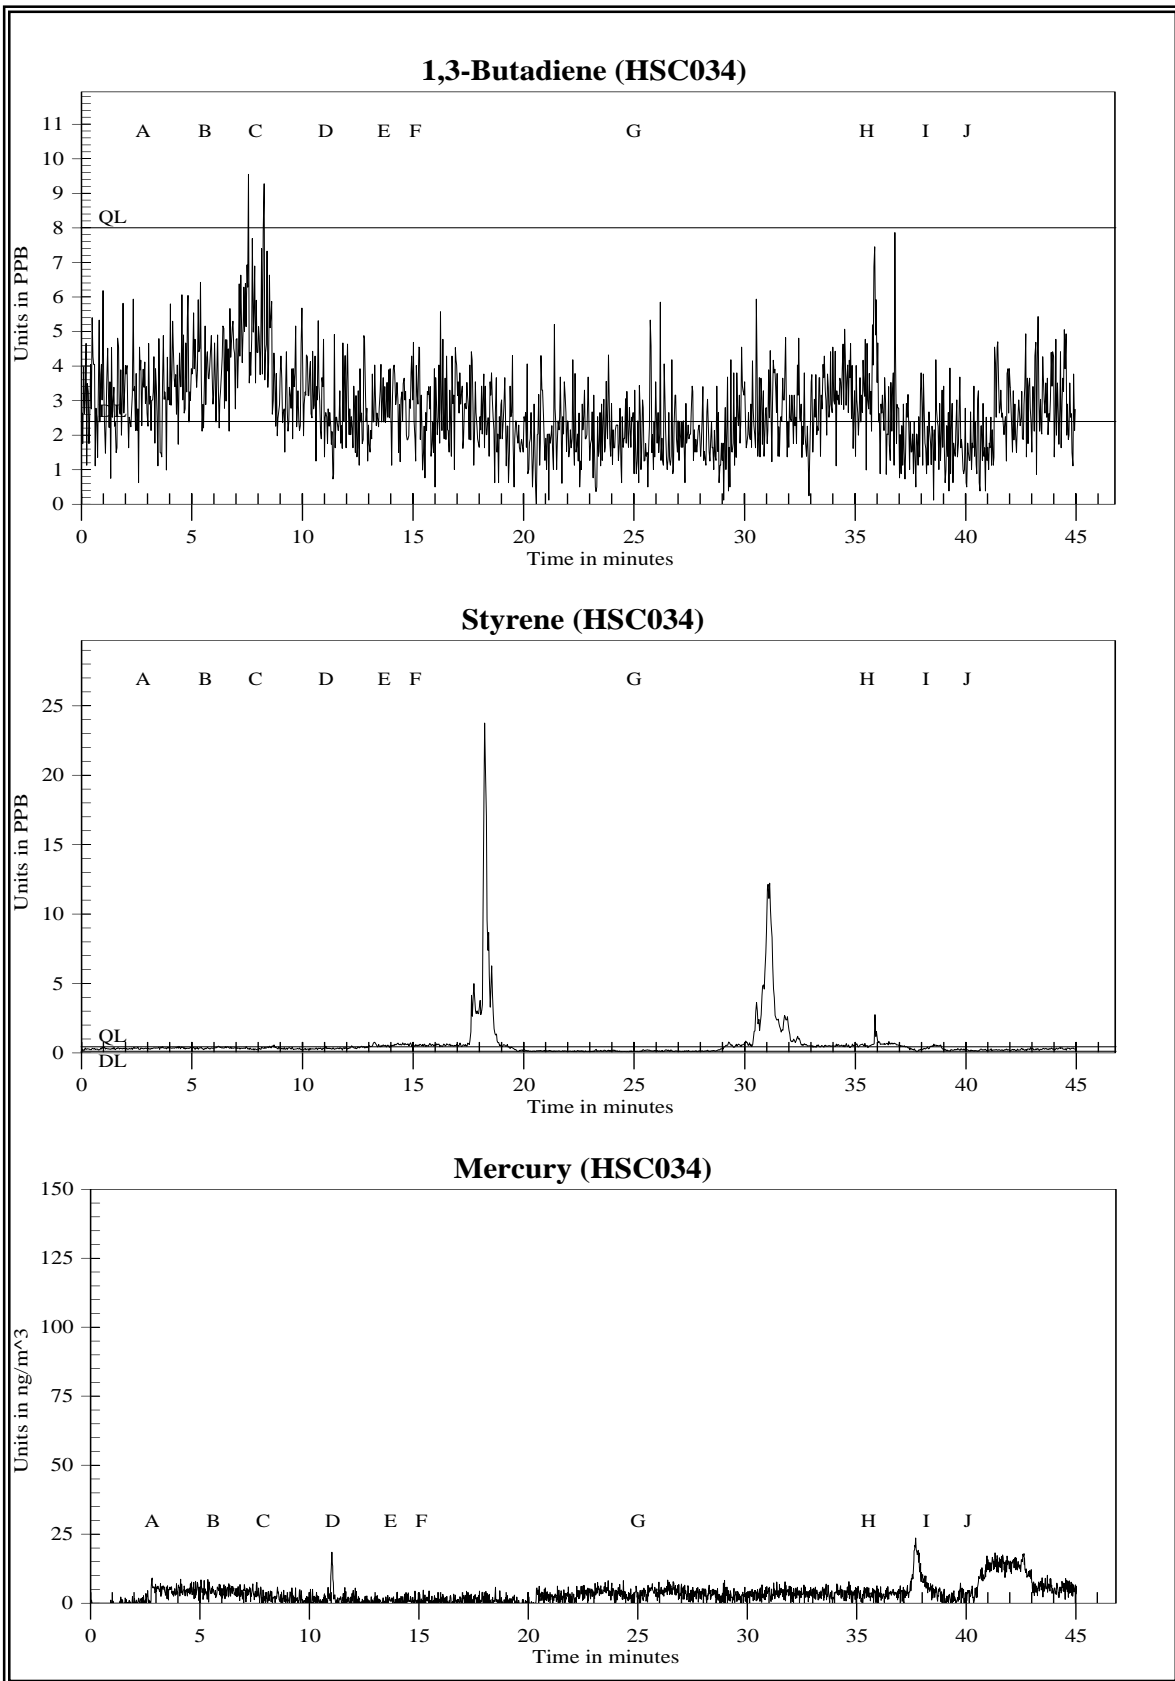 1,3-Butadiene (HSC034)
11
10
9
8
7
6
5
4
3
2
1
0
Units in PPB
A B C D E F G H I J
QL
DL
0 5 10 15 20 25 30 35 40 45
Time in minutes
Styrene (HSC034)
25
20
15
10
5
0
Units in PPB
A B C D E F G H I J
QL
DL
0 5 10 15 20 25 30 35 40 45
Time in minutes
Mercury (HSC034)
150
125
100
75
50
25
0
Units in ng/m^3
A B C D E F G H I J
0 5 10 15 20 25 30 35 40 45
Time in minutes